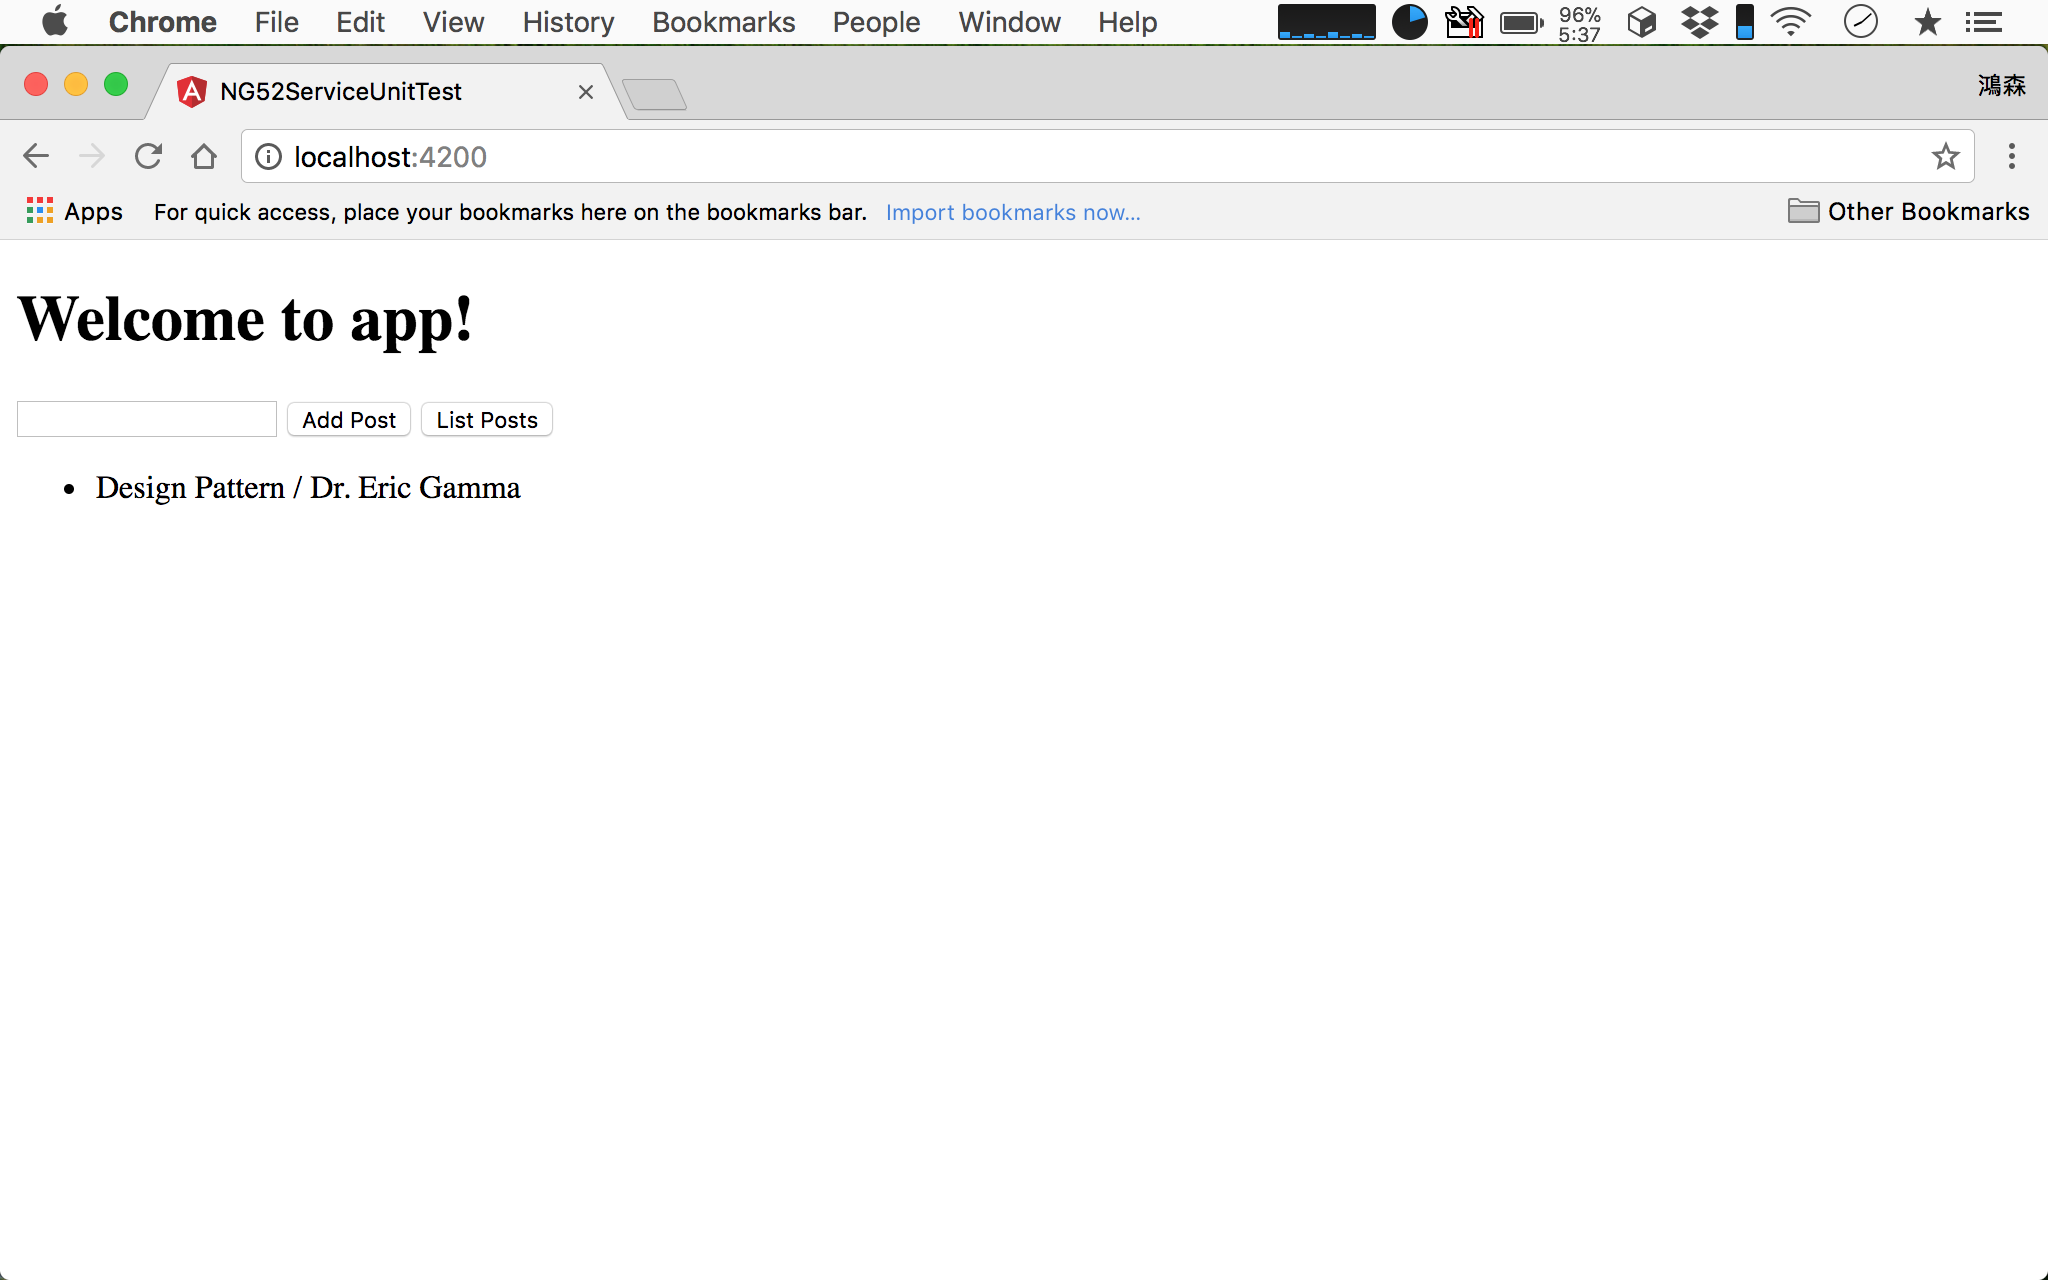 Chrome File Edit View History Bookmarks People Window Help 96%
5:37
NG52ServiceUnitTest 鴻森
localhost:4200
Apps For quick access, place your bookmarks here on the bookmarks bar. Import bookmarks now... Other Bookmarks
Welcome to app!
Add Post List Posts
• Design Pattern / Dr. Eric Gamma